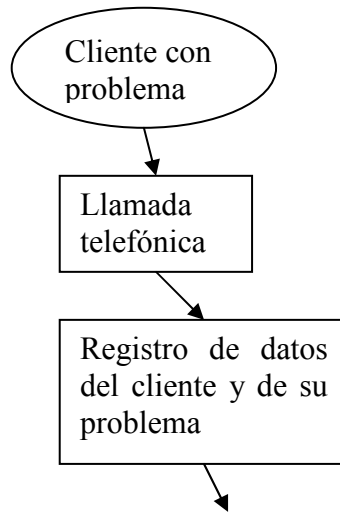 Cliente con
problema
Llamada
telefónica
Registro de datos
del cliente y de su
problema